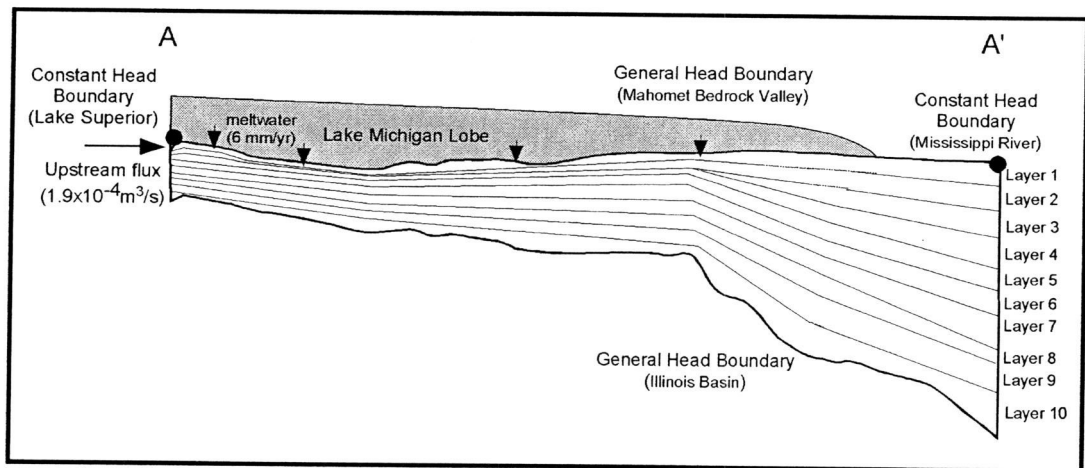 A
A'
Constant Head
Boundary
(Lake Superior)
General Head Boundary
(Mahomet Bedrock Valley)
Constant Head
Boundary
(Mississippi River)
meltwater
(6 mm/yr)
Lake Michigan Lobe
Upstream flux
(1.9x10⁻⁴m³/s)
Layer 1
Layer 2
Layer 3
Layer 4
Layer 5
Layer 6
Layer 7
Layer 8
Layer 9
Layer 10
General Head Boundary
(Illinois Basin)